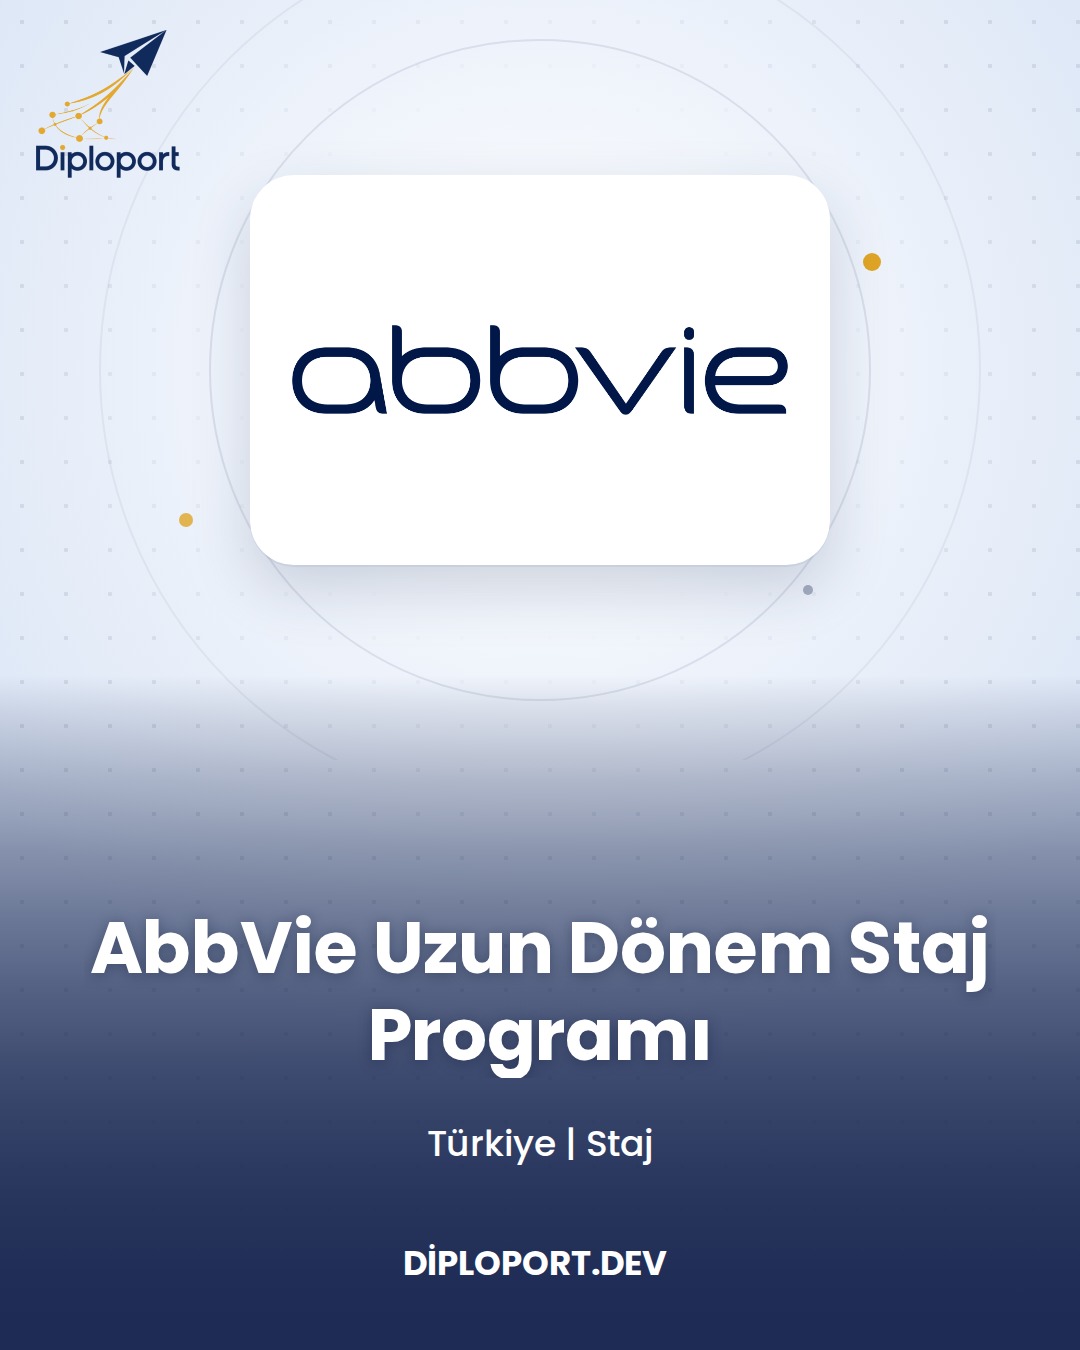 Diploport
abbvie
AbbVie Uzun Dönem Staj
Programı
Türkiye | Staj
DİPLOPORT.DEV